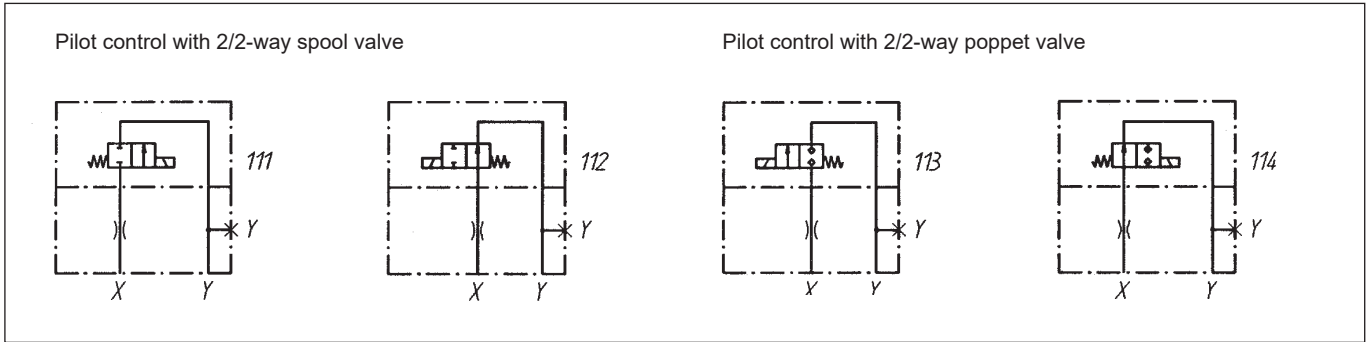 Pilot control with 2/2-way spool valve
Pilot control with 2/2-way poppet valve
111
112
113
114
Y
Y
Y
Y
X Y
X Y
X Y
X Y